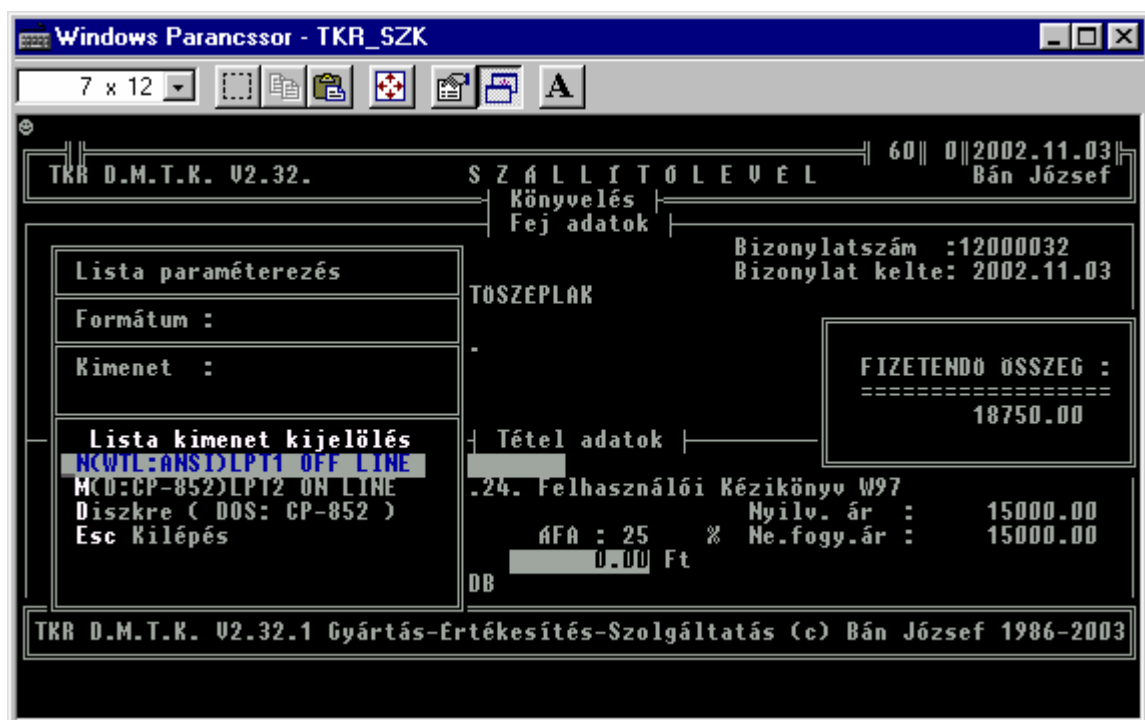 Windows Parancssor - TKR_SZK
7 x 12
A
60 0 2002.11.03
TKR D.M.T.K. V2.32. S Z Á L L Í T Ó L E V É L Bán József
Könyvelés
Fej adatok
Bizonylatszám :12000032
Lista paraméterezés
Bizonylat kelte: 2002.11.03
TÖSZÉPLAK
Formátum :
.
Kimenet :
FIZETENDÖ ÖSSZEG :
==================
18750.00
Lista kimenet kijelölés
Tétel adatok
N(WTL:ANSI)LPT1 OFF LINE
M(D:CP-852)LPT2 ON LINE
.24. Felhasználói Kézikönyv W97
Diszkre ( DOS: CP-852 )
Nyilv. ár : 15000.00
Esc Kilépés
ÁFA : 25 % Ne.fogy.ár : 15000.00
0.00 Ft
DB
TKR D.M.T.K. V2.32.1 Gyártás-Értékesítés-Szolgáltatás (c) Bán József 1986-2003